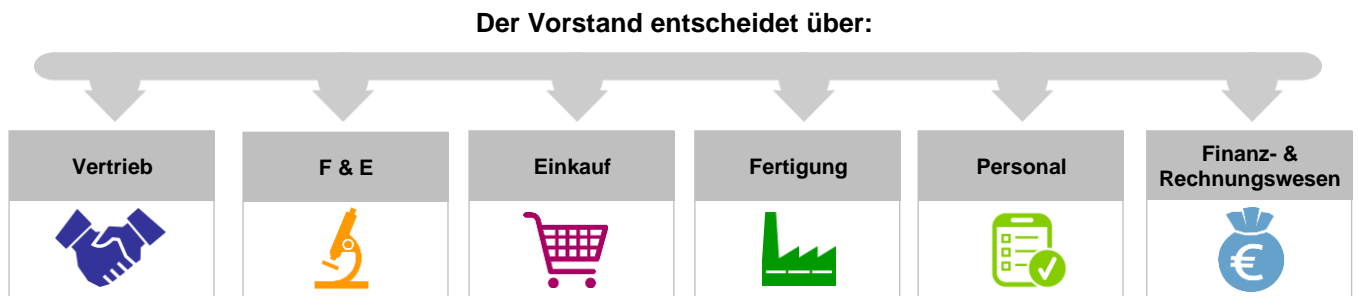 Der Vorstand entscheidet über:
Vertrieb
F & E
Einkauf
Fertigung
Personal
Finanz- &
Rechnungswesen
€